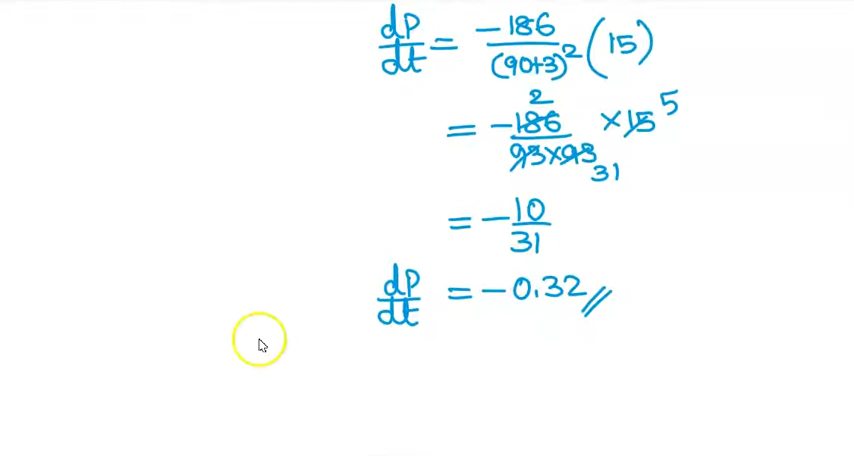 dP/dt = -186/(90+3)² (15)
= -186/93×93 ×15 2 31 5
= -10/31
dP/dt = -0.32//